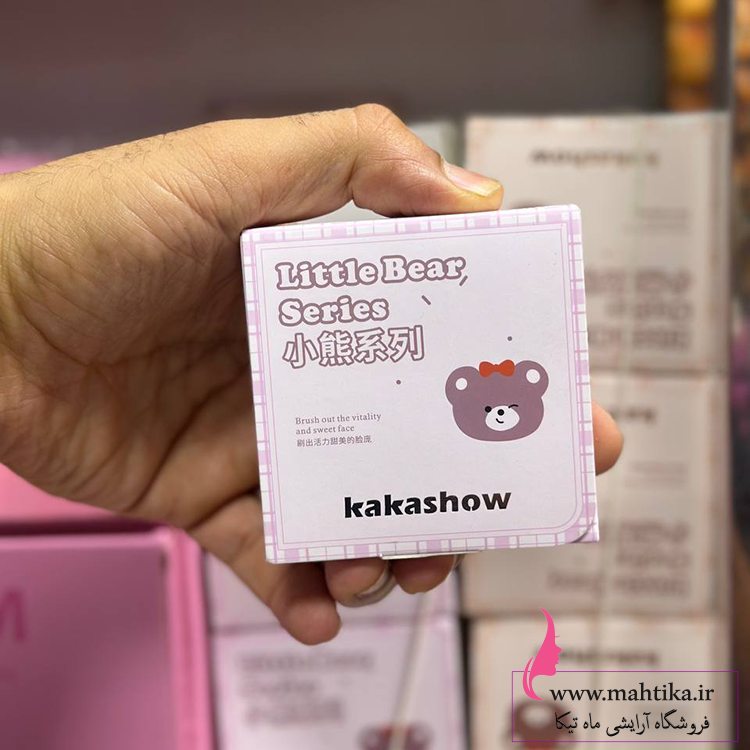 Little Bear
Series
小熊系列
Brush out the vitality
and sweet face
刷出活力甜美的脸庞
kakashow
www.mahtika.ir
فروشگاه آرایشی ماه تیکا